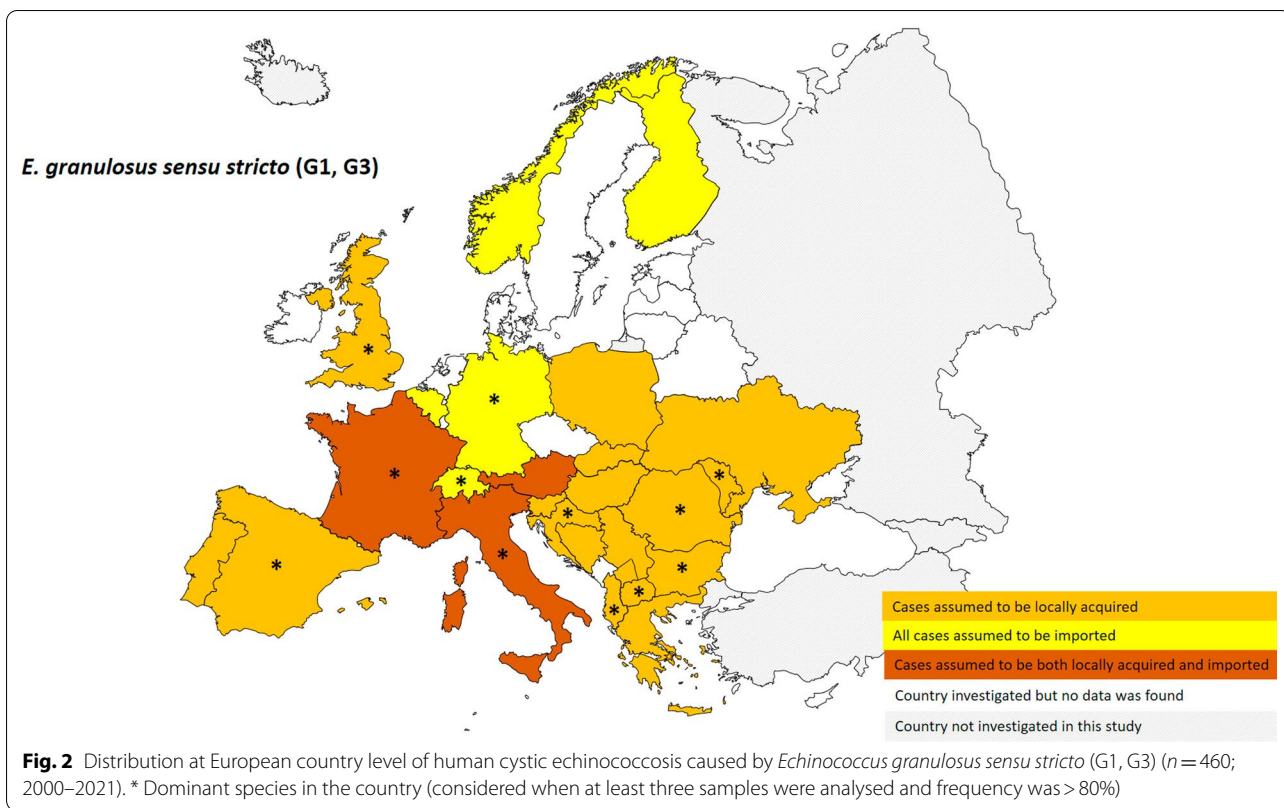 E. granulosus sensu stricto (G1, G3)
*
*
*
*
*
*
*
*
*
*
*
Cases assumed to be locally acquired
All cases assumed to be imported
Cases assumed to be both locally acquired and imported
Country investigated but no data was found
Country not investigated in this study
Fig. 2 Distribution at European country level of human cystic echinococcosis caused by Echinococcus granulosus sensu stricto (G1, G3) (n = 460;
2000–2021). * Dominant species in the country (considered when at least three samples were analysed and frequency was > 80%)